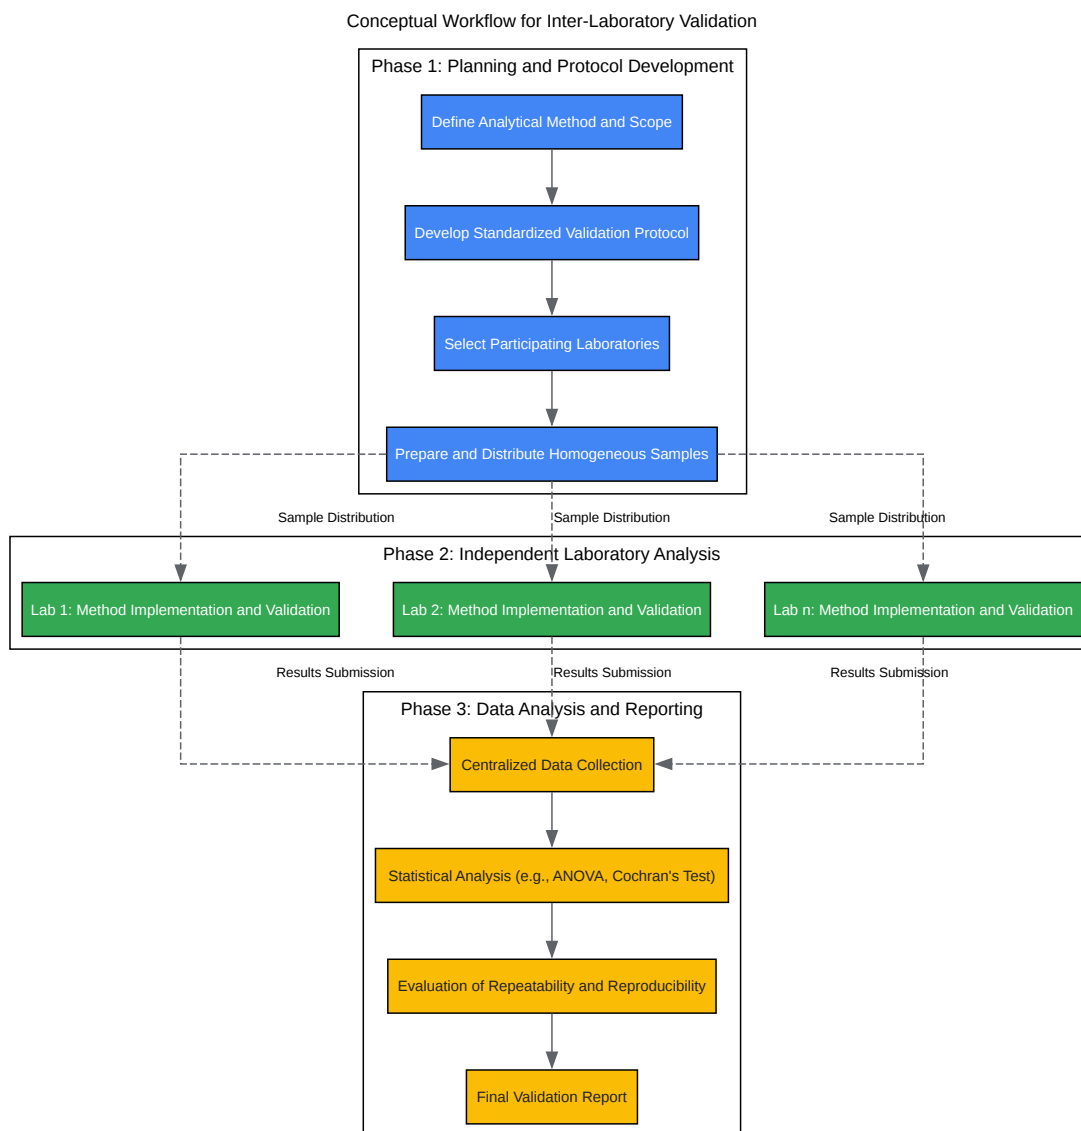 Conceptual Workflow for Inter-Laboratory Validation
Phase 1: Planning and Protocol Development
Define Analytical Method and Scope
Develop Standardized Validation Protocol
Select Participating Laboratories
Prepare and Distribute Homogeneous Samples
Sample Distribution
Sample Distribution
Sample Distribution
Phase 2: Independent Laboratory Analysis
Lab 1: Method Implementation and Validation
Lab 2: Method Implementation and Validation
Lab n: Method Implementation and Validation
Results Submission
Results Submission
Results Submission
Phase 3: Data Analysis and Reporting
Centralized Data Collection
Statistical Analysis (e.g., ANOVA, Cochran's Test)
Evaluation of Repeatability and Reproducibility
Final Validation Report